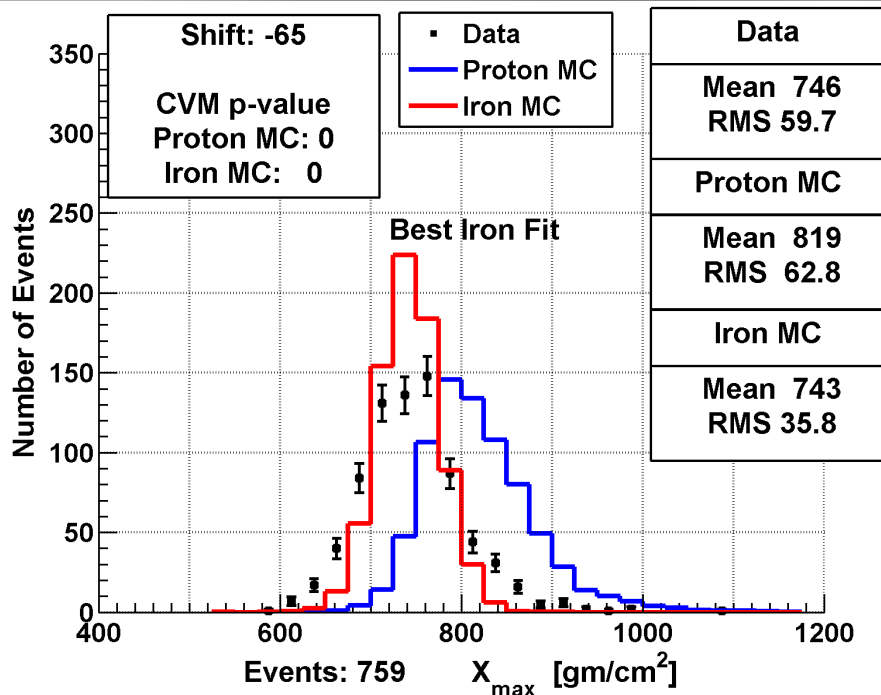 Shift: -65
CVM p-value
Proton MC: 0
Iron MC: 0
Data
Proton MC
Iron MC
Data
Mean 746
RMS 59.7
Proton MC
Mean 819
RMS 62.8
Iron MC
Mean 743
RMS 35.8
Best Iron Fit
Number of Events
350
300
250
200
150
100
50
0
400
600
800
1000
1200
Events: 759 X_max [gm/cm²]